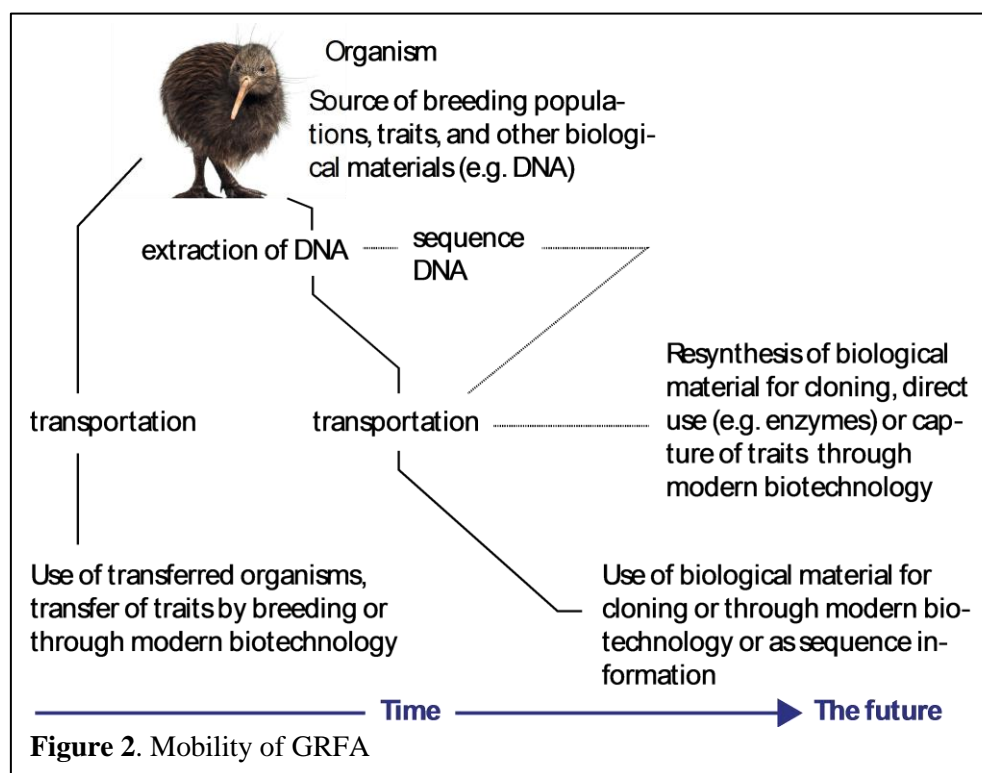 Organism
Source of breeding popula-
tions, traits, and other biologi-
cal materials (e.g. DNA)
extraction of DNA
sequence
DNA
transportation
transportation
Resynthesis of biological
material for cloning, direct
use (e.g. enzymes) or cap-
ture of traits through
modern biotechnology
Use of transferred organisms,
transfer of traits by breeding or
through modern biotechnology
Use of biological material for
cloning or through modern bio-
technology or as sequence in-
formation
Time
The future
Figure 2. Mobility of GRFA